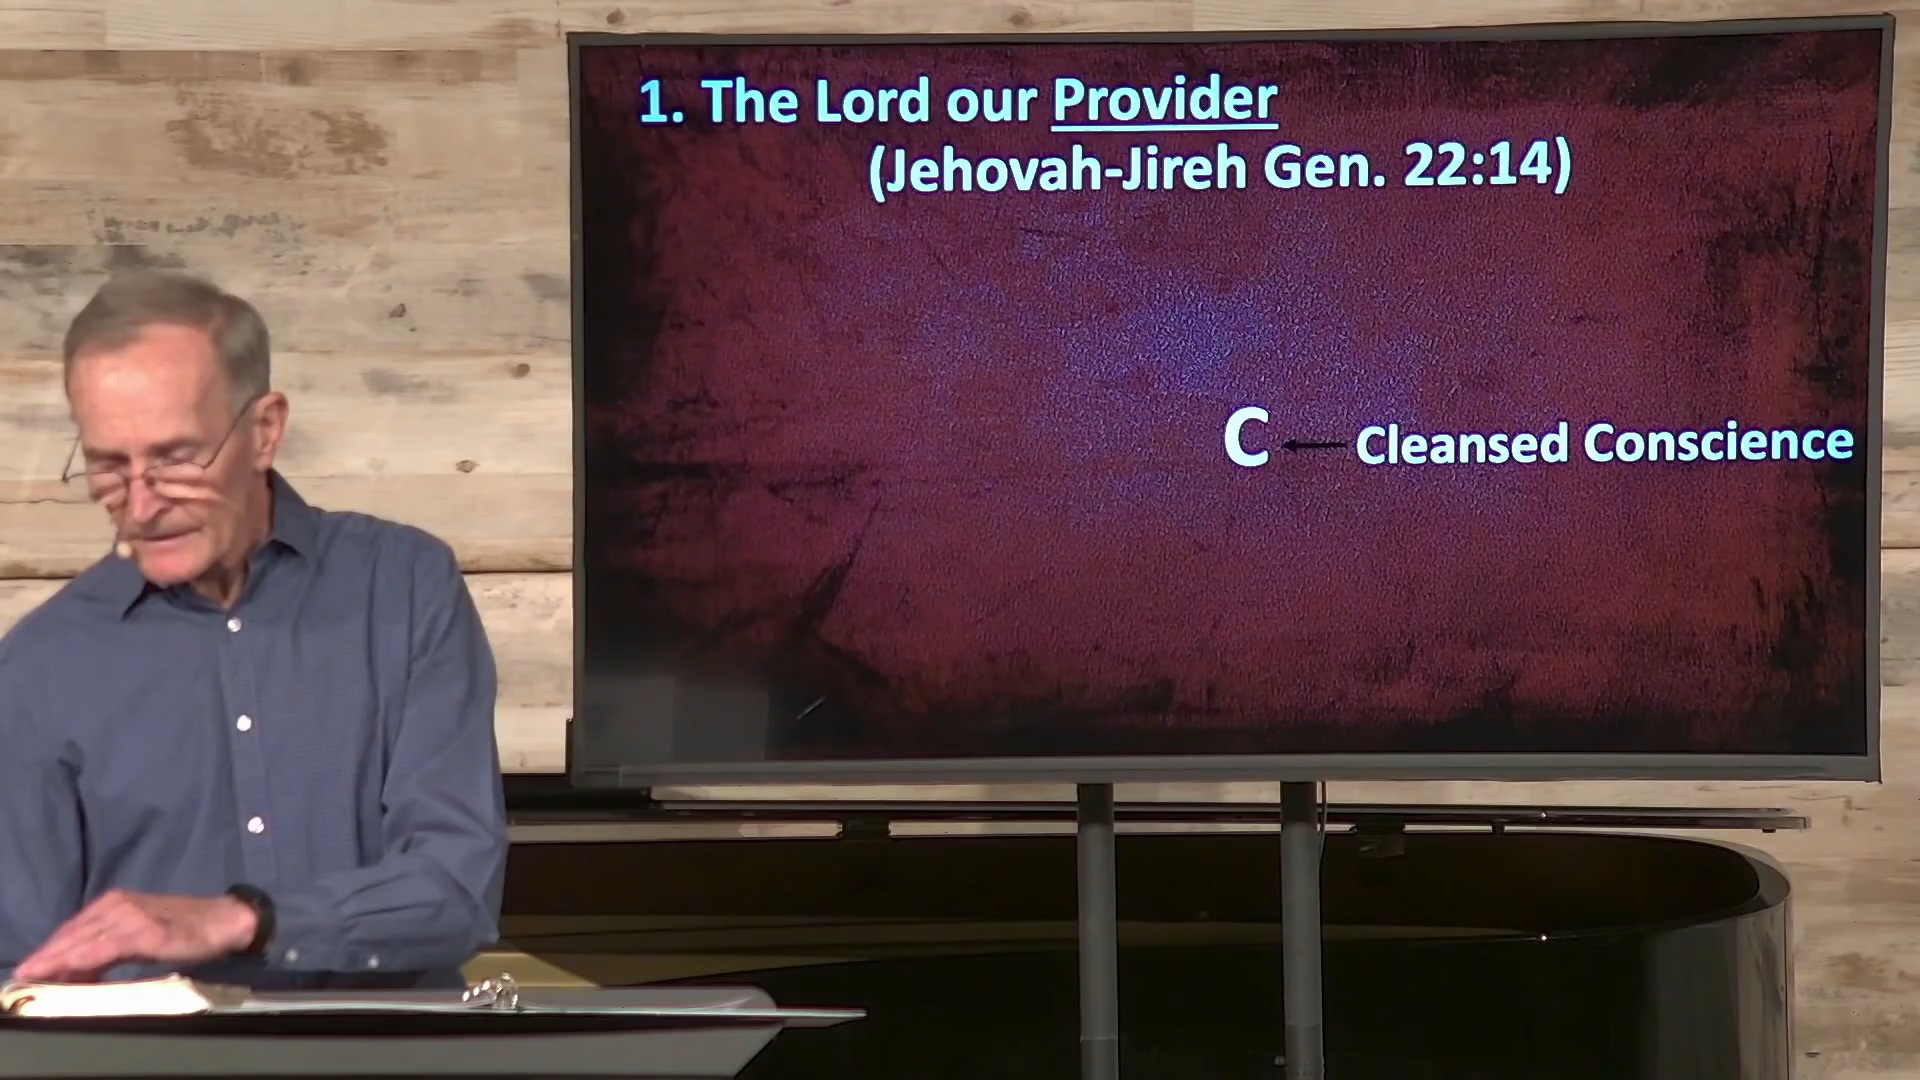 1. The Lord our Provider
(Jehovah-Jireh Gen. 22:14)
C ← Cleansed Conscience